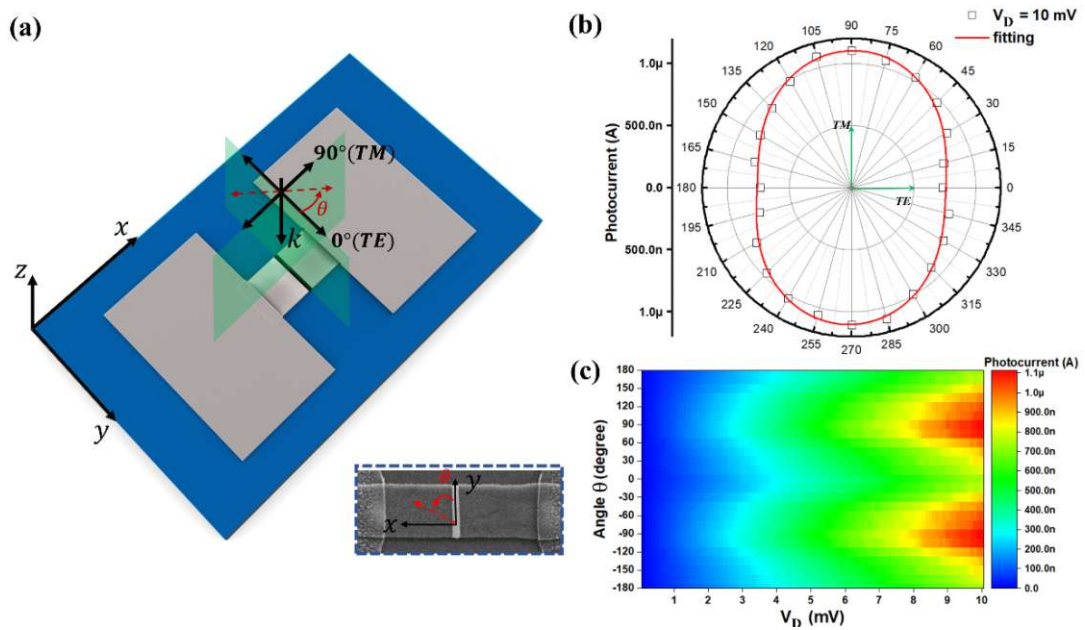 (a)
90°(TM)
θ
k
0°(TE)
x
z
y
θ
y
x
(b)
V_D = 10 mV
fitting
Photocurrent (A)
1.0μ
500.0n
0.0
500.0n
1.0μ
90
75
60
45
30
15
0
345
330
315
300
285
270
255
240
225
210
195
180
165
150
135
120
105
TM
TE
(c)
Photocurrent (A)
1.1μ
1.0μ
900.0n
800.0n
700.0n
600.0n
500.0n
400.0n
300.0n
200.0n
100.0n
0.0
Angle θ (degree)
180
150
120
90
60
30
0
-30
-60
-90
-120
-150
-180
1 2 3 4 5 6 7 8 9 10
V_D (mV)